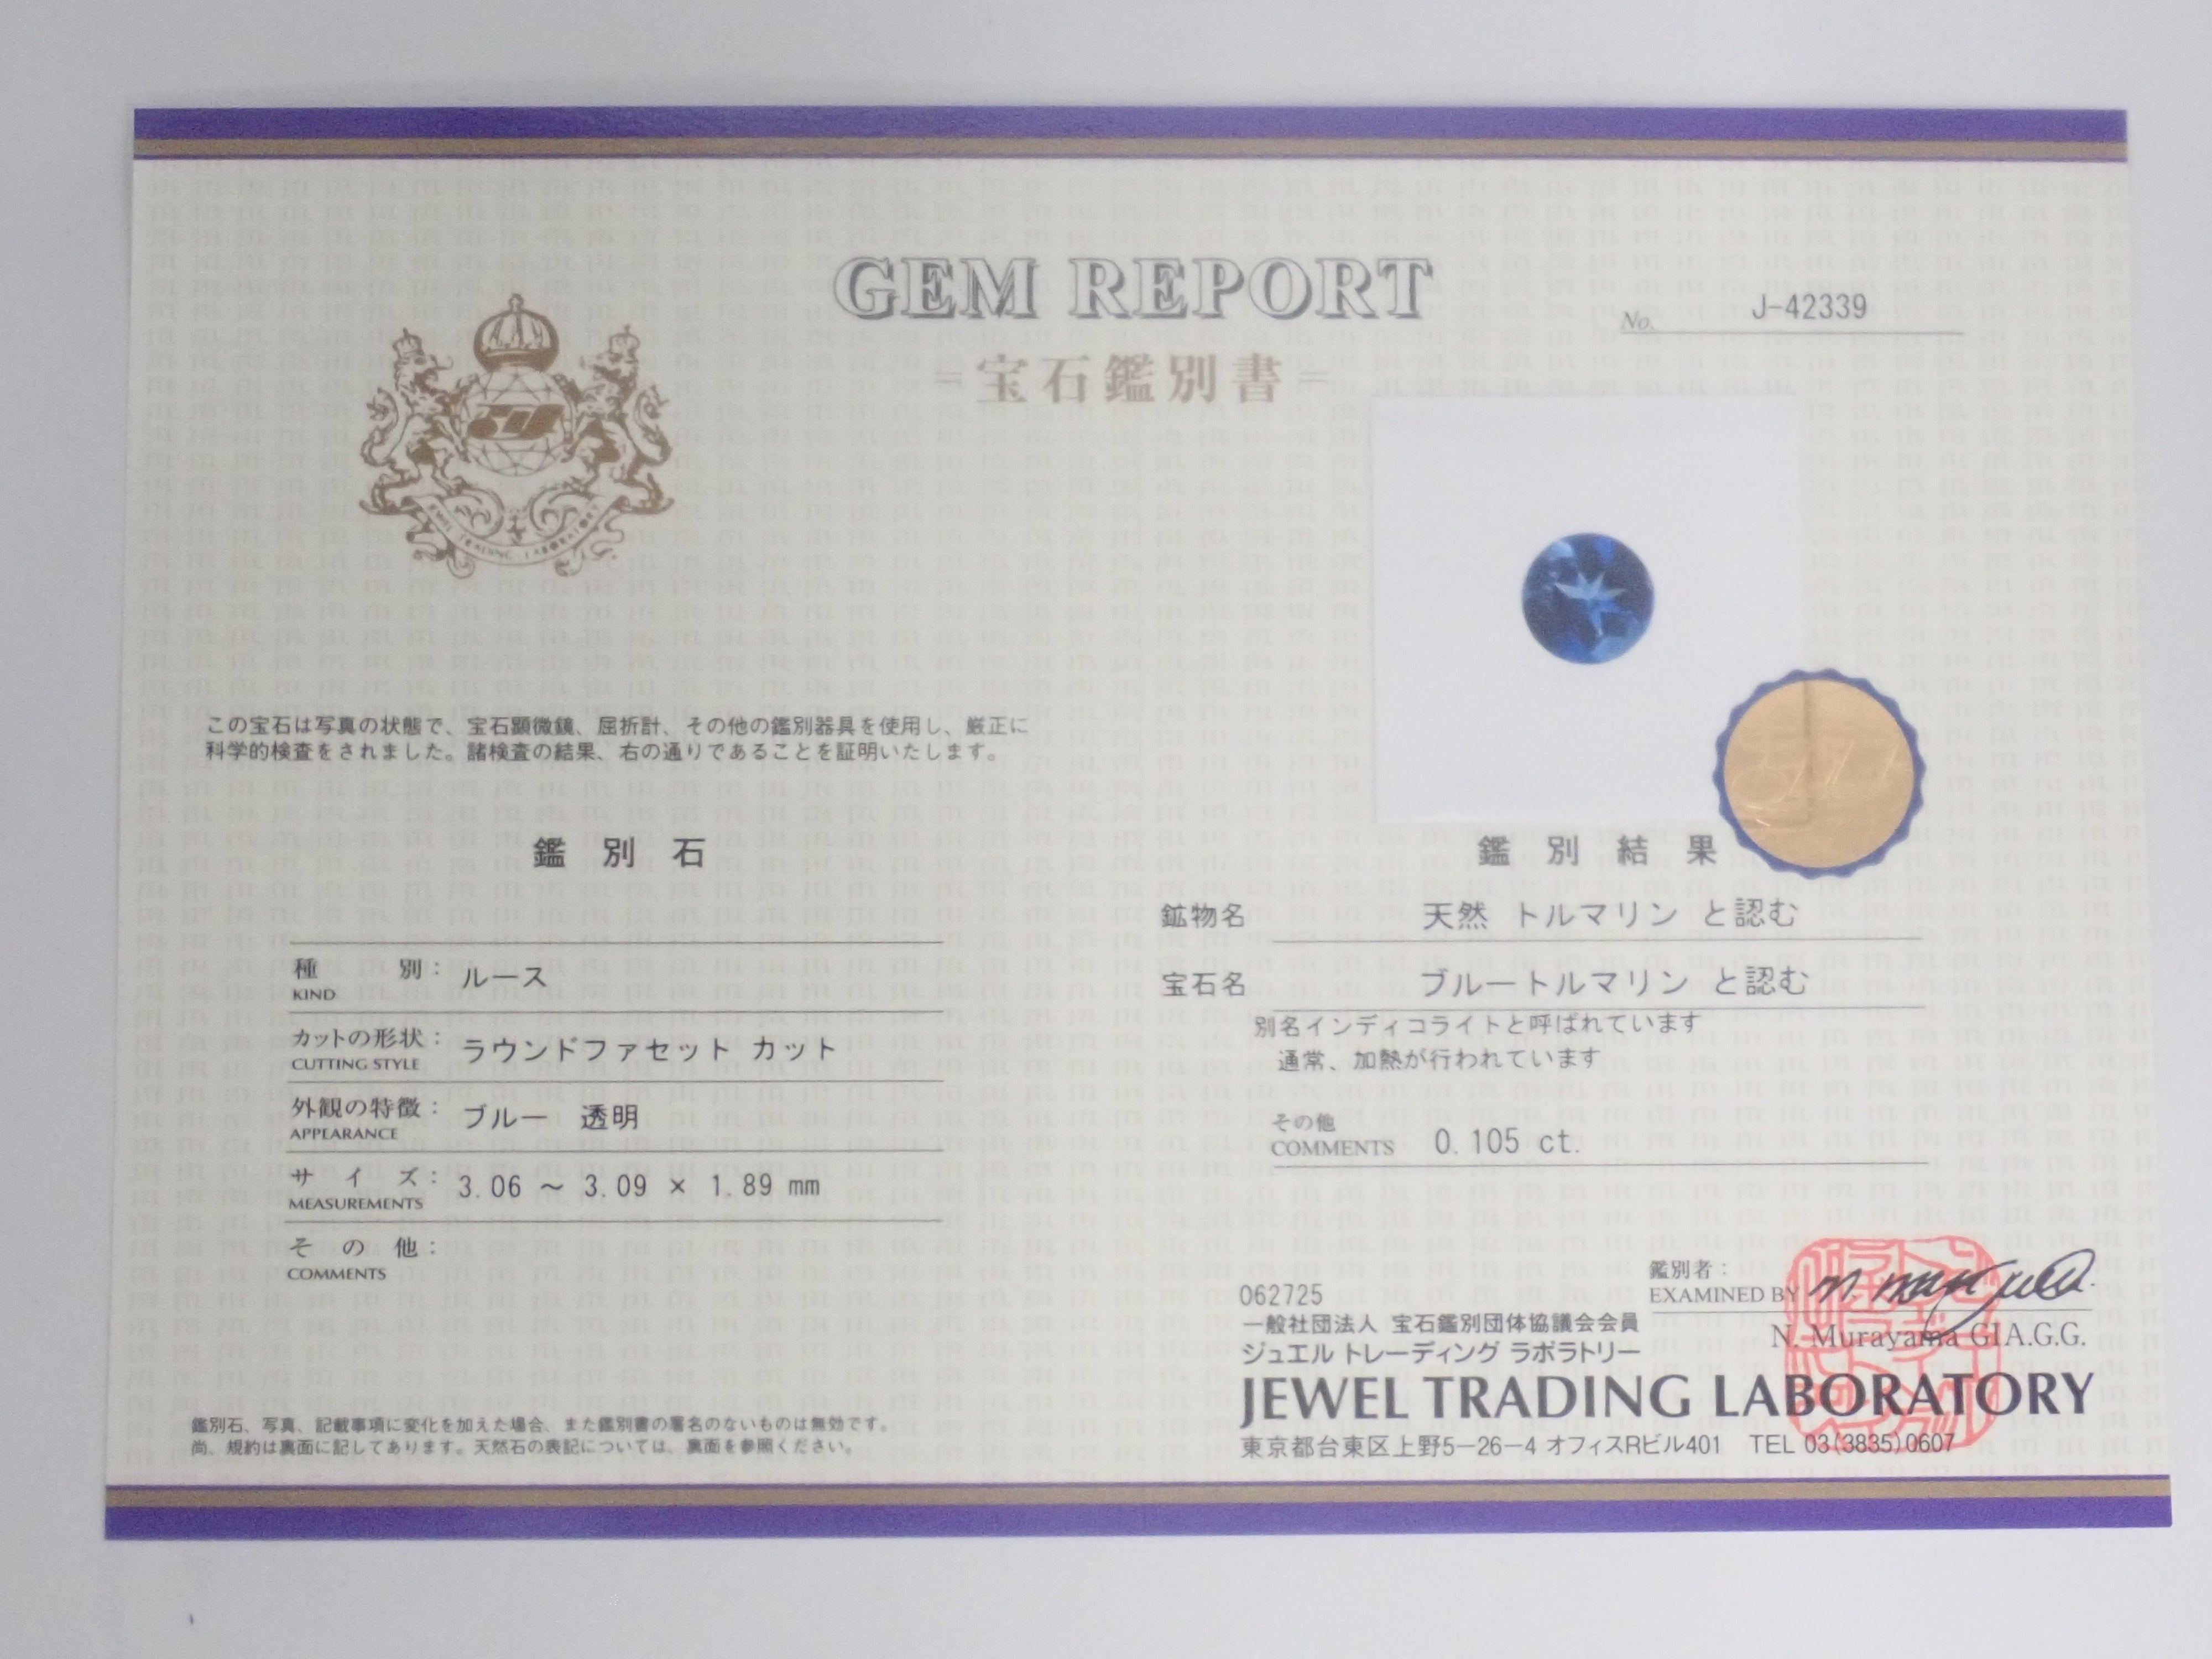 GEM REPORT
No. J-42339
=宝石鑑別書=
この宝石は写真の状態で、宝石顕微鏡、屈折計、その他の鑑別器具を使用し、厳正に
科学的検査をされました。諸検査の結果、右の通りであることを証明いたします。
鑑別石
種別: ルース
KIND
カットの形状: ラウンドファセット カット
CUTTING STYLE
外観の特徴: ブルー 透明
APPEARANCE
サイズ: 3.06 ~ 3.09 × 1.89 mm
MEASUREMENTS
その他:
COMMENTS
鑑別石、写真、記載事項に変化を加えた場合、また鑑別書の署名のないものは無効です。
尚、規約は裏面に記してあります。天然石の表記については、裏面を参照ください。
鑑別結果
鉱物名 天然 トルマリン と認む
宝石名 ブルートルマリン と認む
別名インディコライトと呼ばれています
通常、加熱が行われています
その他
COMMENTS 0.105 ct.
鑑別者:
EXAMINED BY
N. Murayama GIA.G.G.
062725
一般社団法人 宝石鑑別団体協議会会員
ジュエル トレーディング ラボラトリー
JEWEL TRADING LABORATORY
東京都台東区上野5-26-4 オフィスRビル401 TEL 03(3835)0607